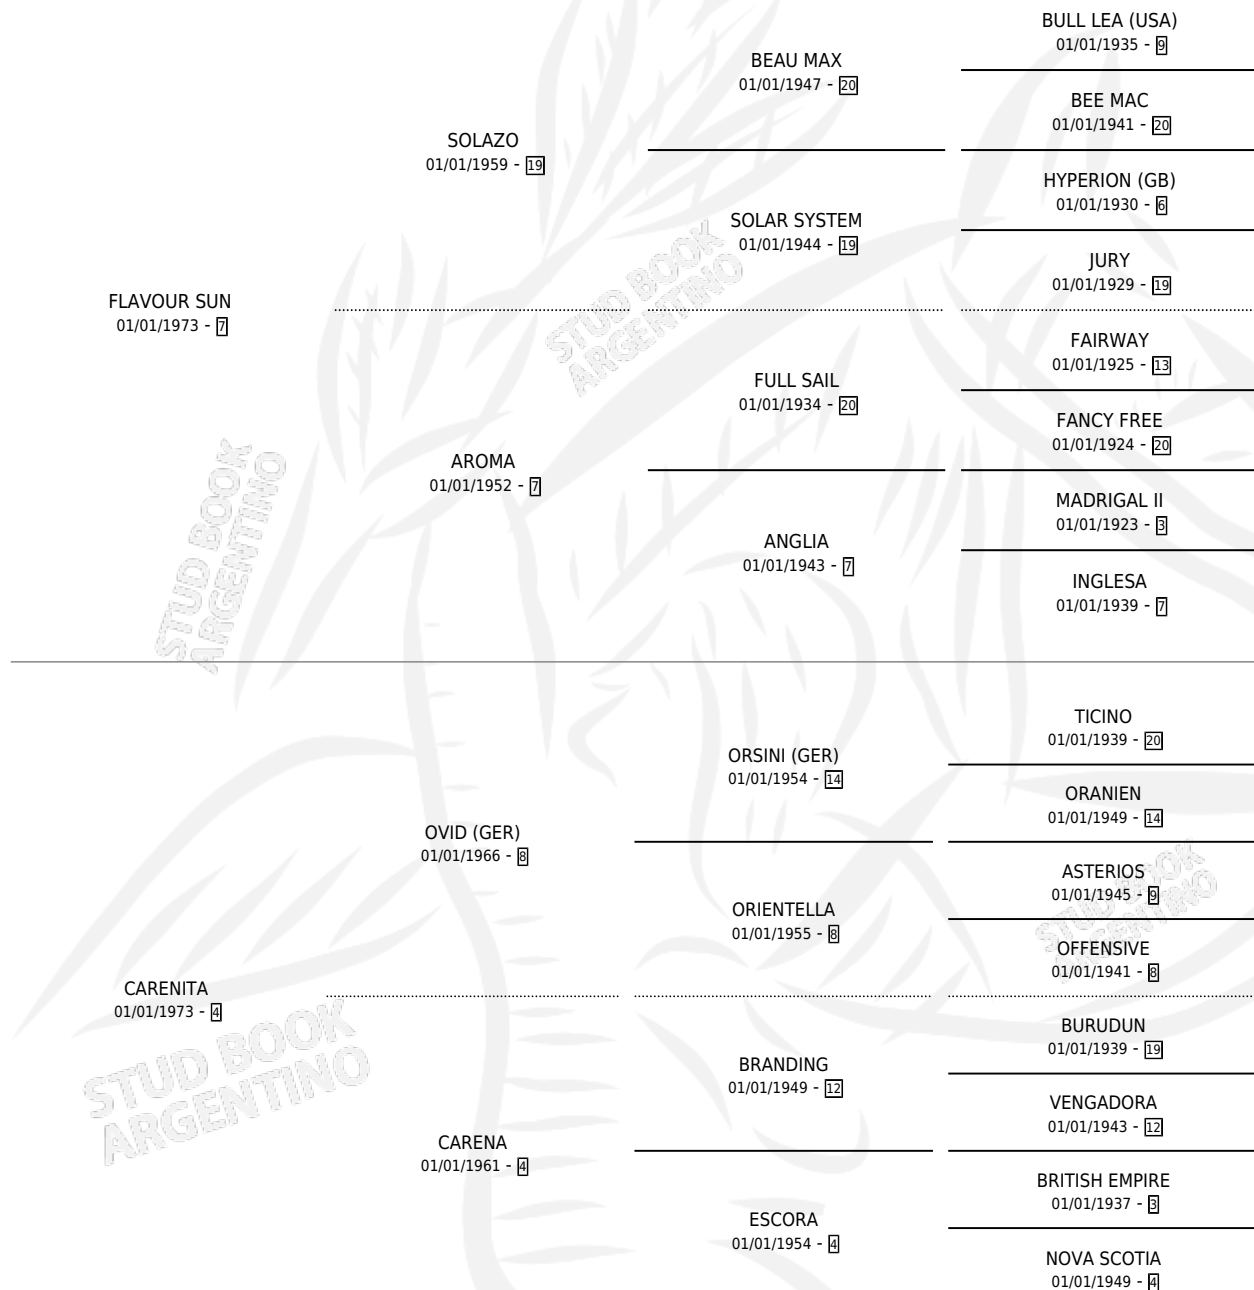 BULL LEA (USA)
01/01/1935 - 9
BEAU MAX
01/01/1947 - 20
BEE MAC
01/01/1941 - 20
SOLAZO
01/01/1959 - 19
HYPERION (GB)
01/01/1930 - 6
SOLAR SYSTEM
01/01/1944 - 19
JURY
01/01/1929 - 19
FLAVOUR SUN
01/01/1973 - 7
FAIRWAY
01/01/1925 - 13
FULL SAIL
01/01/1934 - 20
FANCY FREE
01/01/1924 - 20
AROMA
01/01/1952 - 7
MADRIGAL II
01/01/1923 - 3
ANGLIA
01/01/1943 - 7
INGLESA
01/01/1939 - 7
STUD BOOK
ARGENTINO
STUD BOOK
ARGENTINO
TICINO
01/01/1939 - 20
ORSINI (GER)
01/01/1954 - 14
ORANIEN
01/01/1949 - 14
OVID (GER)
01/01/1966 - 8
ASTERIOS
01/01/1945 - 9
ORIENTELLA
01/01/1955 - 8
OFFENSIVE
01/01/1941 - 8
STUD BOOK
ARGENTINO
CARENITA
01/01/1973 - 4
BURUDUN
01/01/1939 - 19
BRANDING
01/01/1949 - 12
VENGADORA
01/01/1943 - 12
CARENA
01/01/1961 - 4
BRITISH EMPIRE
01/01/1937 - 3
ESCORA
01/01/1954 - 4
NOVA SCOTIA
01/01/1949 - 4
STUD BOOK
ARGENTINO